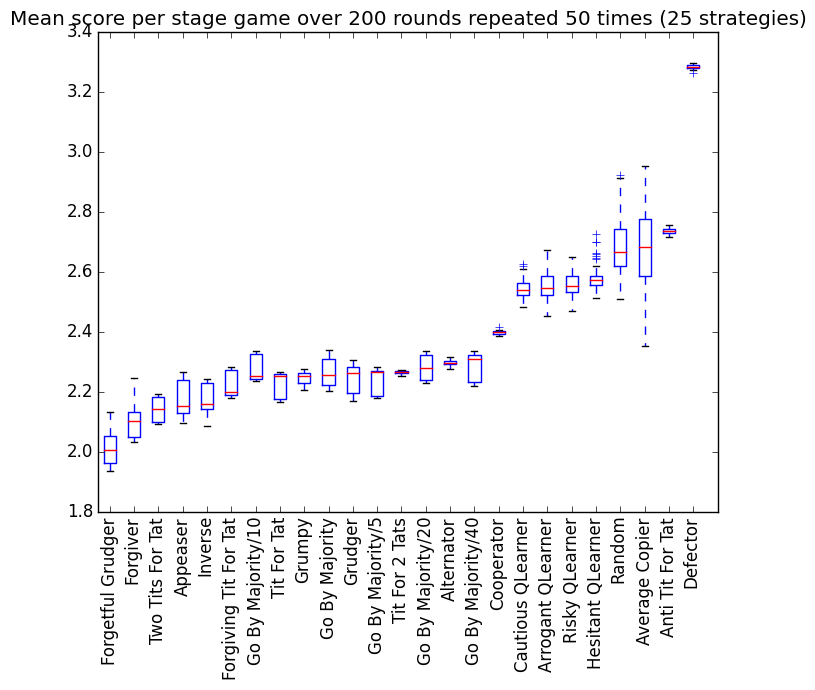 Mean score per stage game over 200 rounds repeated 50 times (25 strategies)
3.4
3.2
3.0
2.8
2.6
2.4
2.2
2.0
1.8
Forgetful Grudger
Forgiver
Two Tits For Tat
Appeaser
Inverse
Forgiving Tit For Tat
Go By Majority/10
Tit For Tat
Grumpy
Go By Majority
Grudger
Go By Majority/5
Tit For 2 Tats
Go By Majority/20
Alternator
Go By Majority/40
Cooperator
Cautious QLearner
Arrogant QLearner
Risky QLearner
Hesitant QLearner
Random
Average Copier
Anti Tit For Tat
Defector